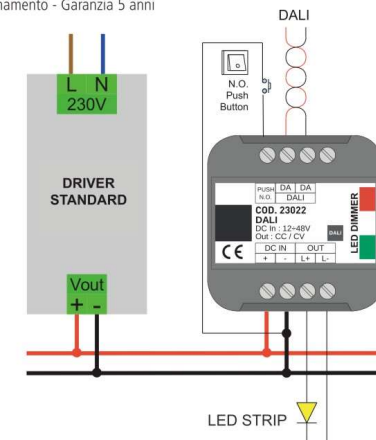 namento - Garanzia 5 anni
DALI
L N
230V
N.O.
Push
Button
DRIVER
STANDARD
PUSH DA DA
N.O. DALI
COD. 23022
DALI
DC In : 12÷48V
Out : CC / CV
DALI
LED DIMMER
CE
DC IN OUT
+ - L+ L-
Vout
+ -
LED STRIP